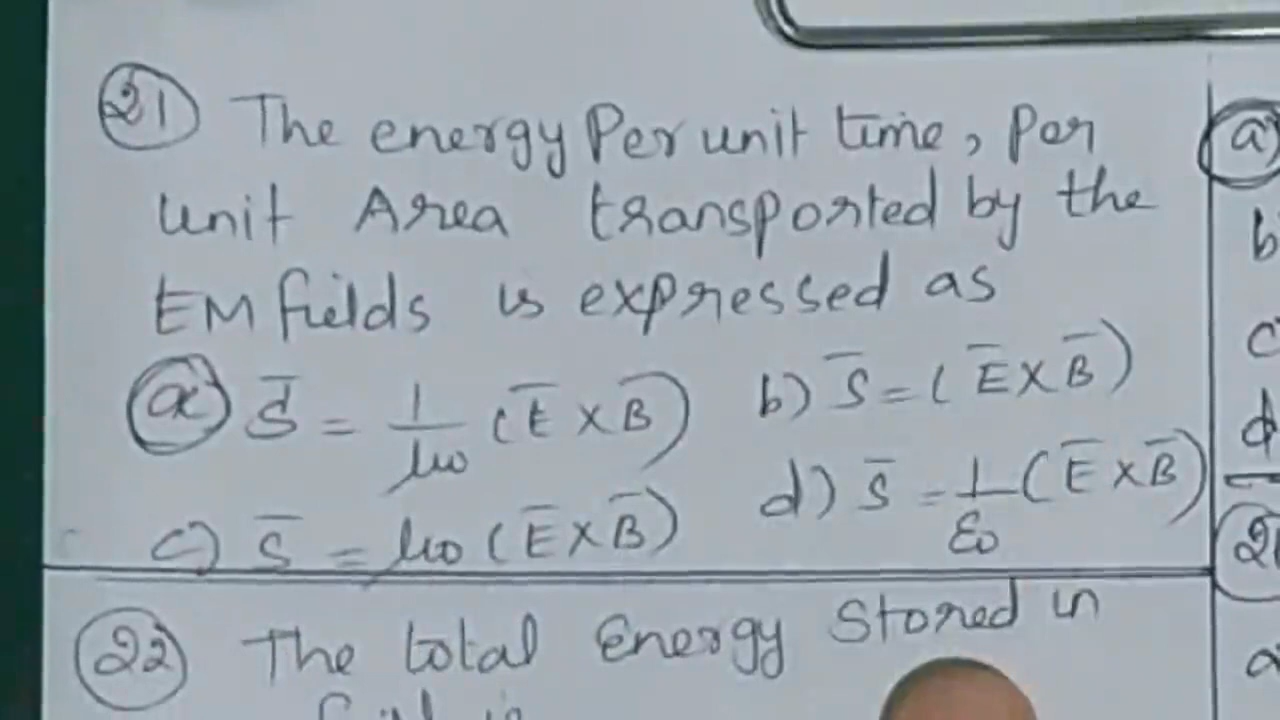 21 The energy Per unit time, per
unit Area transported by the
EM fields is expressed as
a) S̅ = 1/μ0 (E̅ × B̅) b) S̅ = (E̅ × B̅)
c) S̅ = μ0 (E̅ × B̅) d) S̅ = 1/ε0 (E̅ × B̅)
22 The total Energy stored in
a)
b
c
d
a